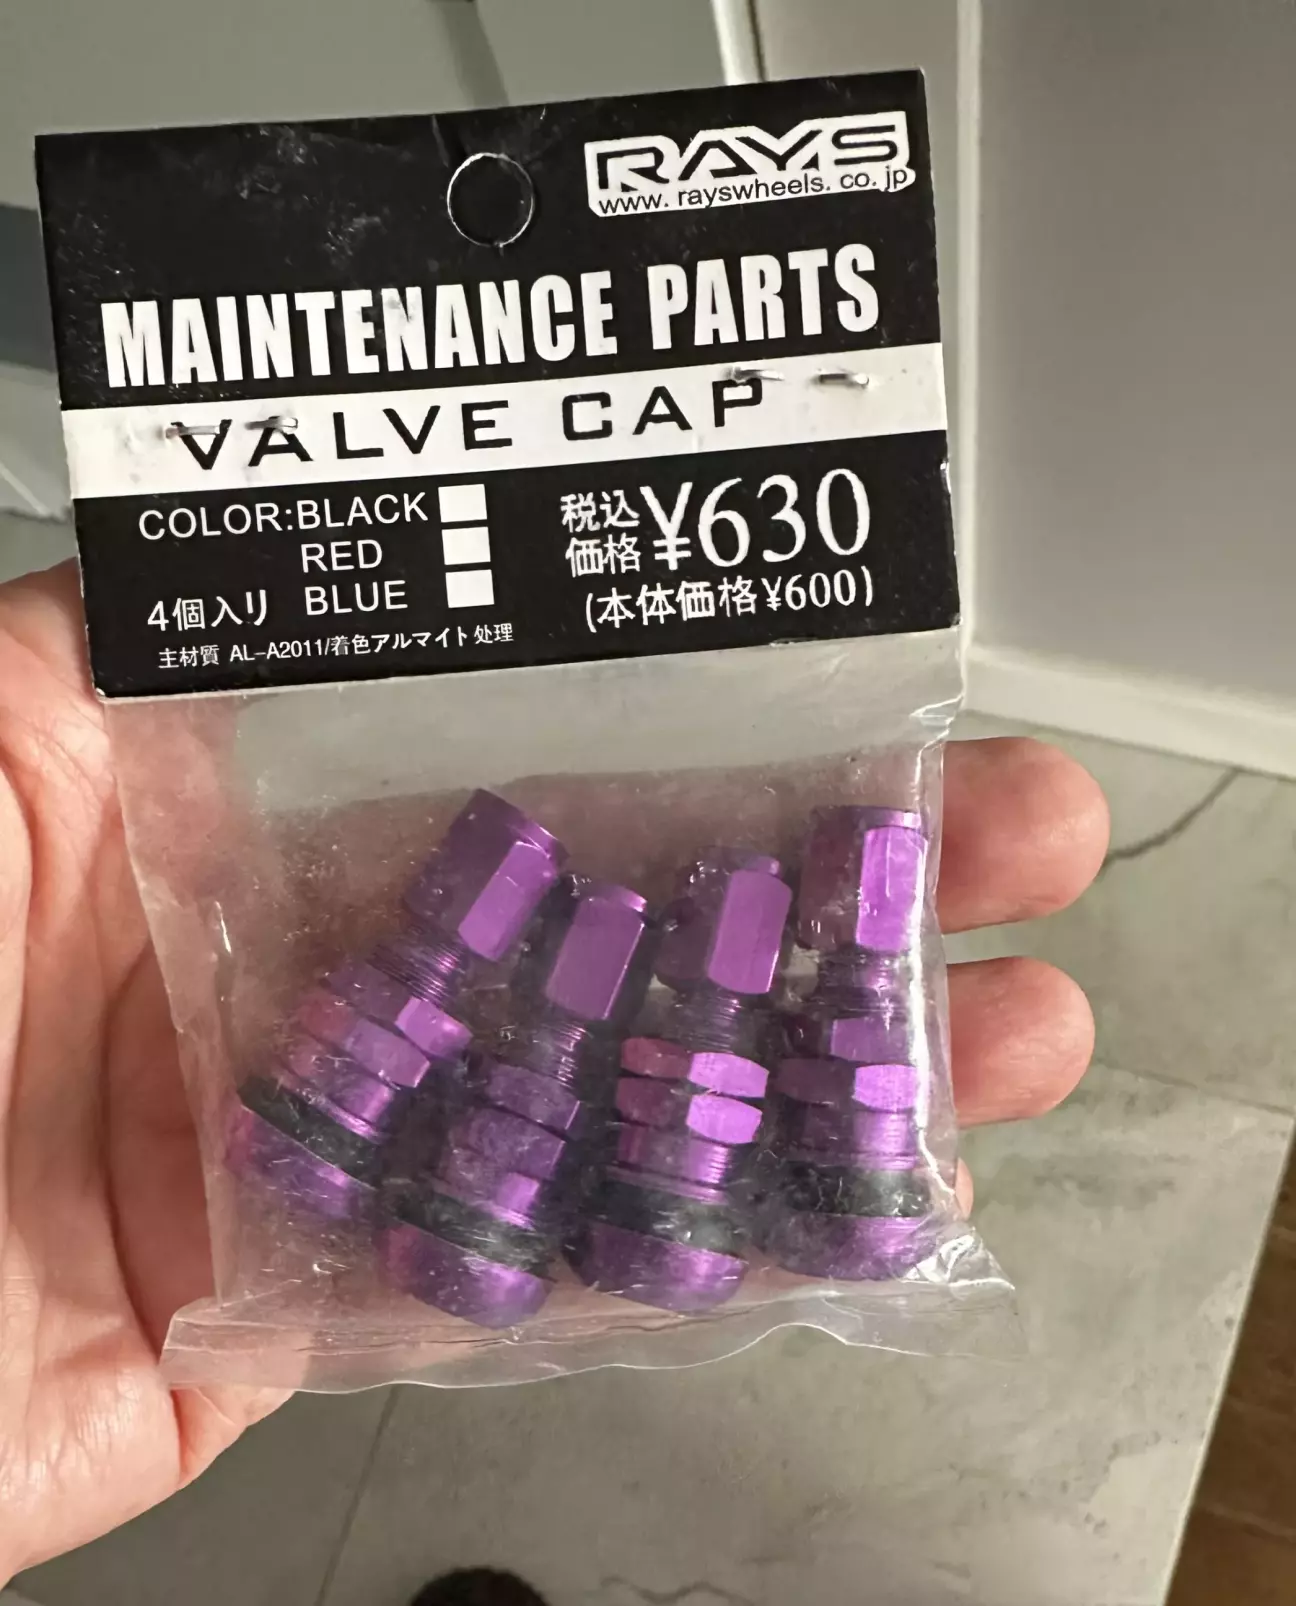 RAYS
www. rayswheels. co. jp
MAINTENANCE PARTS
VALVE CAP
COLOR:BLACK
RED
BLUE
4個入リ
主材質 AL-A2011/着色アルマイト処理
税込
価格
¥630
(本体価格¥600)